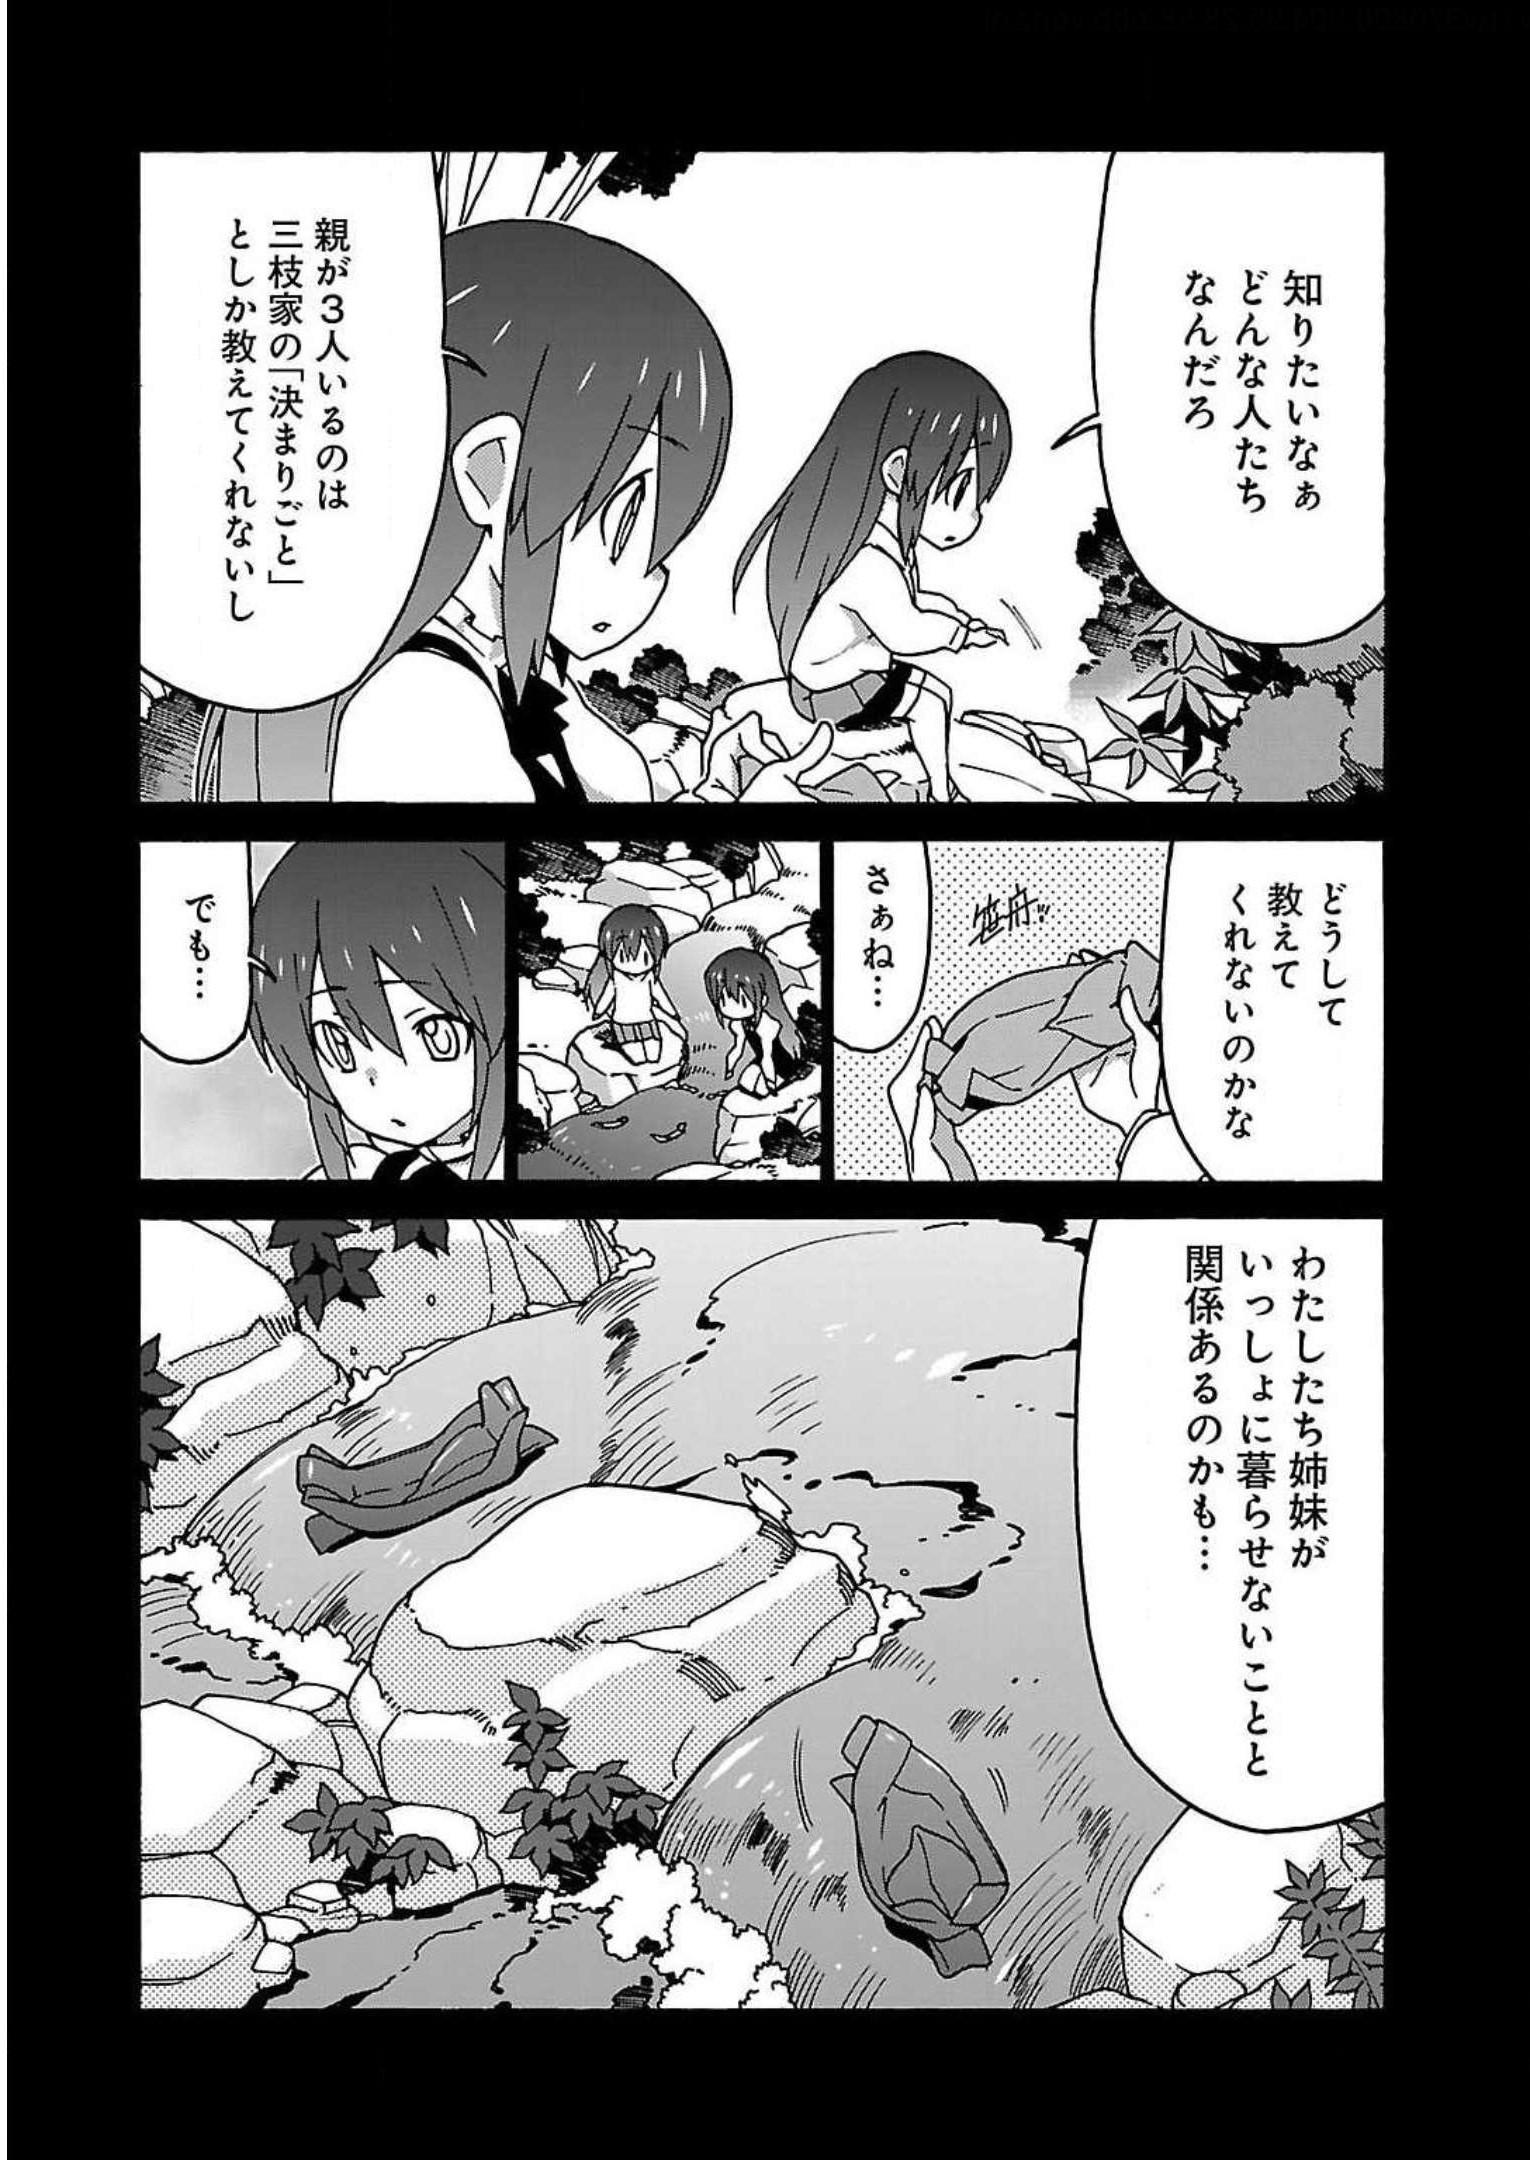 知りたいなぁ
どんな人たち
なんだろ
親が3人いるのは
三枝家の「決まりごと」
としか教えてくれないし
どうして
教えて
くれないのかな
笹舟!!
さぁね…
でも…
わたしたち姉妹が
いっしょに暮らせないことと
関係あるのかも…